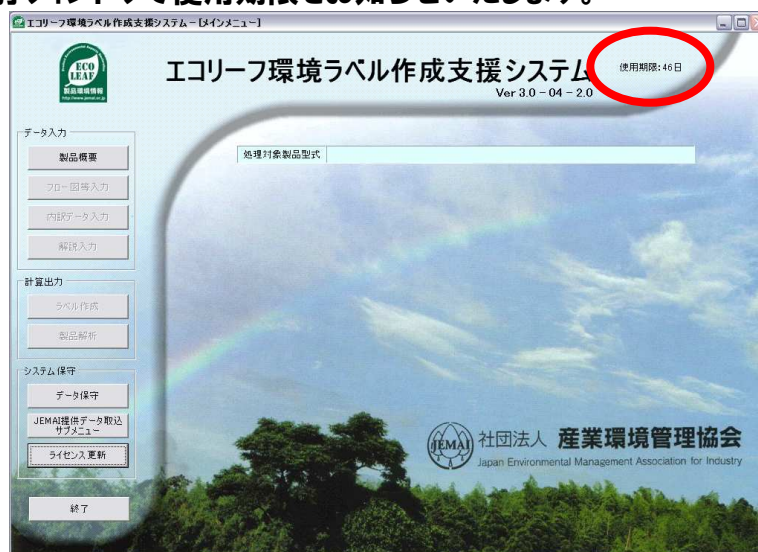 ウィンドウで使用期限をお知らせいたします。
エコリーフ環境ラベル作成支援システム - [メインメニュー]
ECO
LEAF
製品環境情報
http://www.jemai.or.jp
エコリーフ環境ラベル作成支援システム
使用期限:46日
Ver 3.0 - 04 - 2.0
データ入力
処理対象製品型式
製品概要
フロー図等入力
内訳データ入力
解説入力
計算出力
ラベル作成
製品解析
システム保守
データ保守
JEMAI提供データ取込
サブメニュー
ライセンス更新
終了
JEMAI
社団法人 産業環境管理協会
Japan Environmental Management Association for Industry